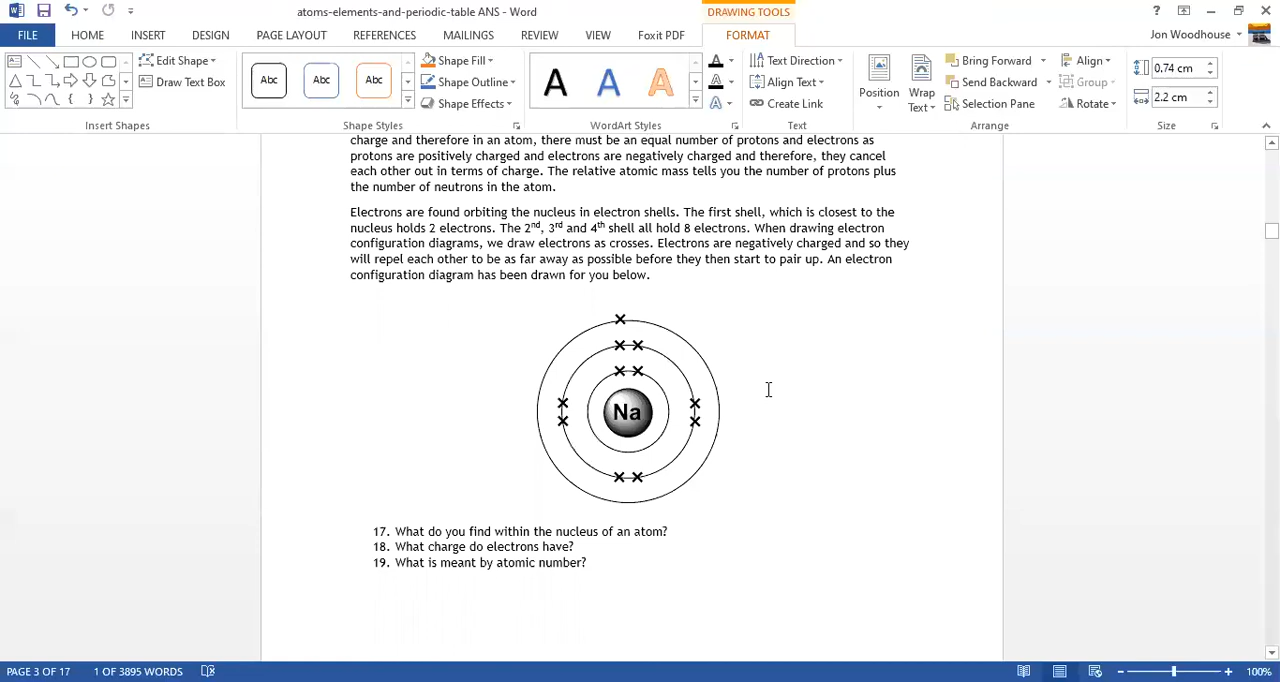 atoms-elements-and-periodic-table ANS - Word
DRAWING TOOLS
?
FILE HOME INSERT DESIGN PAGE LAYOUT REFERENCES MAILINGS REVIEW VIEW Foxit PDF FORMAT Jon Woodhouse
Edit Shape
Draw Text Box
Abc Abc Abc
Shape Fill
Shape Outline
Shape Effects
A A A
A
A
A
Text Direction
Align Text
Create Link
Position
Wrap Text
Bring Forward
Send Backward
Selection Pane
Align
Group
Rotate
0.74 cm
2.2 cm
Insert Shapes Shape Styles WordArt Styles Text Arrange Size
charge and therefore in an atom, there must be an equal number of protons and electrons as
protons are positively charged and electrons are negatively charged and therefore, they cancel
each other out in terms of charge. The relative atomic mass tells you the number of protons plus
the number of neutrons in the atom.
Electrons are found orbiting the nucleus in electron shells. The first shell, which is closest to the
nucleus holds 2 electrons. The 2nd, 3rd and 4th shell all hold 8 electrons. When drawing electron
configuration diagrams, we draw electrons as crosses. Electrons are negatively charged and so they
will repel each other to be as far away as possible before they then start to pair up. An electron
configuration diagram has been drawn for you below.
Na
17. What do you find within the nucleus of an atom?
18. What charge do electrons have?
19. What is meant by atomic number?
PAGE 3 OF 17 1 OF 3895 WORDS 100%